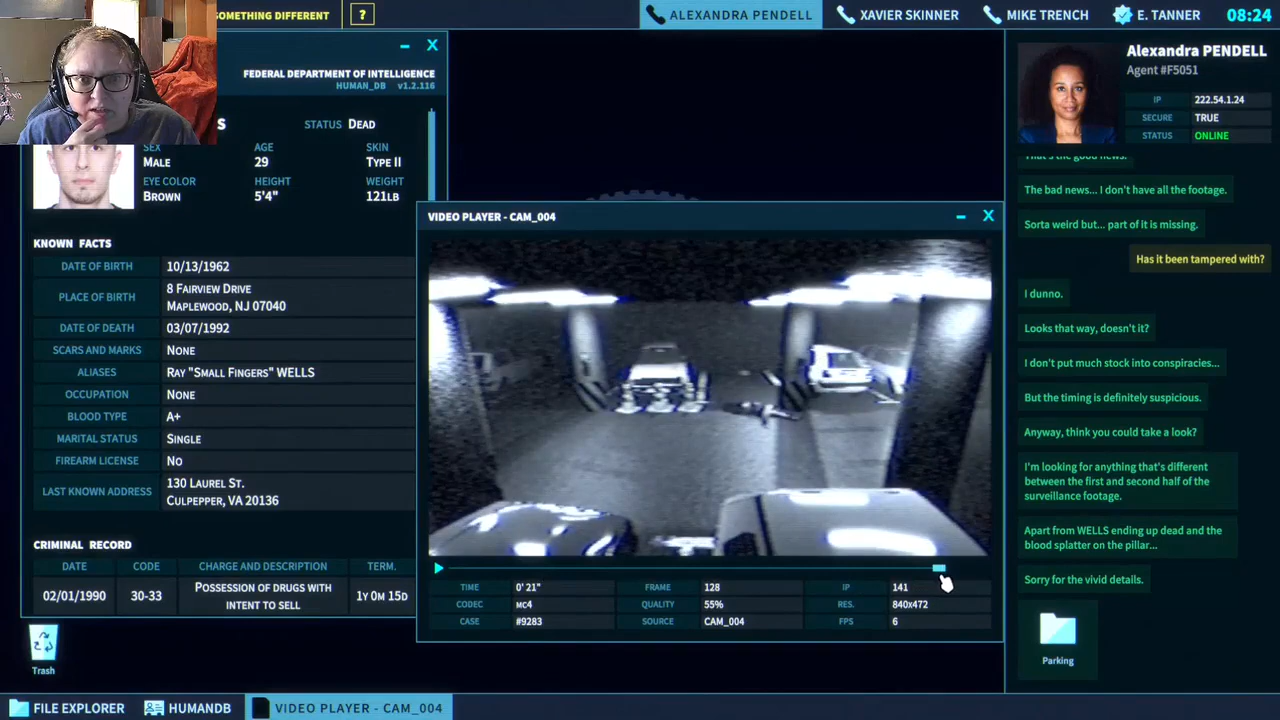 SOMETHING DIFFERENT
?
ALEXANDRA PENDELL
XAVIER SKINNER
MIKE TRENCH
E. TANNER
08:24
FEDERAL DEPARTMENT OF INTELLIGENCE
HUMAN_DB v1.2.116
STATUS DEAD
SEX
MALE
AGE
29
SKIN
TYPE II
EYE COLOR
BROWN
HEIGHT
5'4"
WEIGHT
121LB
KNOWN FACTS
DATE OF BIRTH 10/13/1962
PLACE OF BIRTH 8 FAIRVIEW DRIVE
MAPLEWOOD, NJ 07040
DATE OF DEATH 03/07/1992
SCARS AND MARKS NONE
ALIASES RAY "SMALL FINGERS" WELLS
OCCUPATION NONE
BLOOD TYPE A+
MARITAL STATUS SINGLE
FIREARM LICENSE NO
LAST KNOWN ADDRESS 130 LAUREL ST.
CULPEPPER, VA 20136
CRIMINAL RECORD
DATE CODE CHARGE AND DESCRIPTION TERM.
02/01/1990 30-33 POSSESSION OF DRUGS WITH
INTENT TO SELL 1Y 0M 15D
VIDEO PLAYER - CAM_004
TIME 0' 21" FRAME 128 IP 141
CODEC MC4 QUALITY 55% RES. 840x472
CASE #9283 SOURCE CAM_004 FPS 6
Alexandra PENDELL
Agent #F5051
IP 222.54.1.24
SECURE TRUE
STATUS ONLINE
That's the good news.
The bad news... I don't have all the footage.
Sorta weird but... part of it is missing.
Has it been tampered with?
I dunno.
Looks that way, doesn't it?
I don't put much stock into conspiracies...
But the timing is definitely suspicious.
Anyway, think you could take a look?
I'm looking for anything that's different
between the first and second half of the
surveillance footage.
Apart from WELLS ending up dead and the
blood splatter on the pillar...
Sorry for the vivid details.
Parking
Trash
FILE EXPLORER
HUMANDB
VIDEO PLAYER - CAM_004